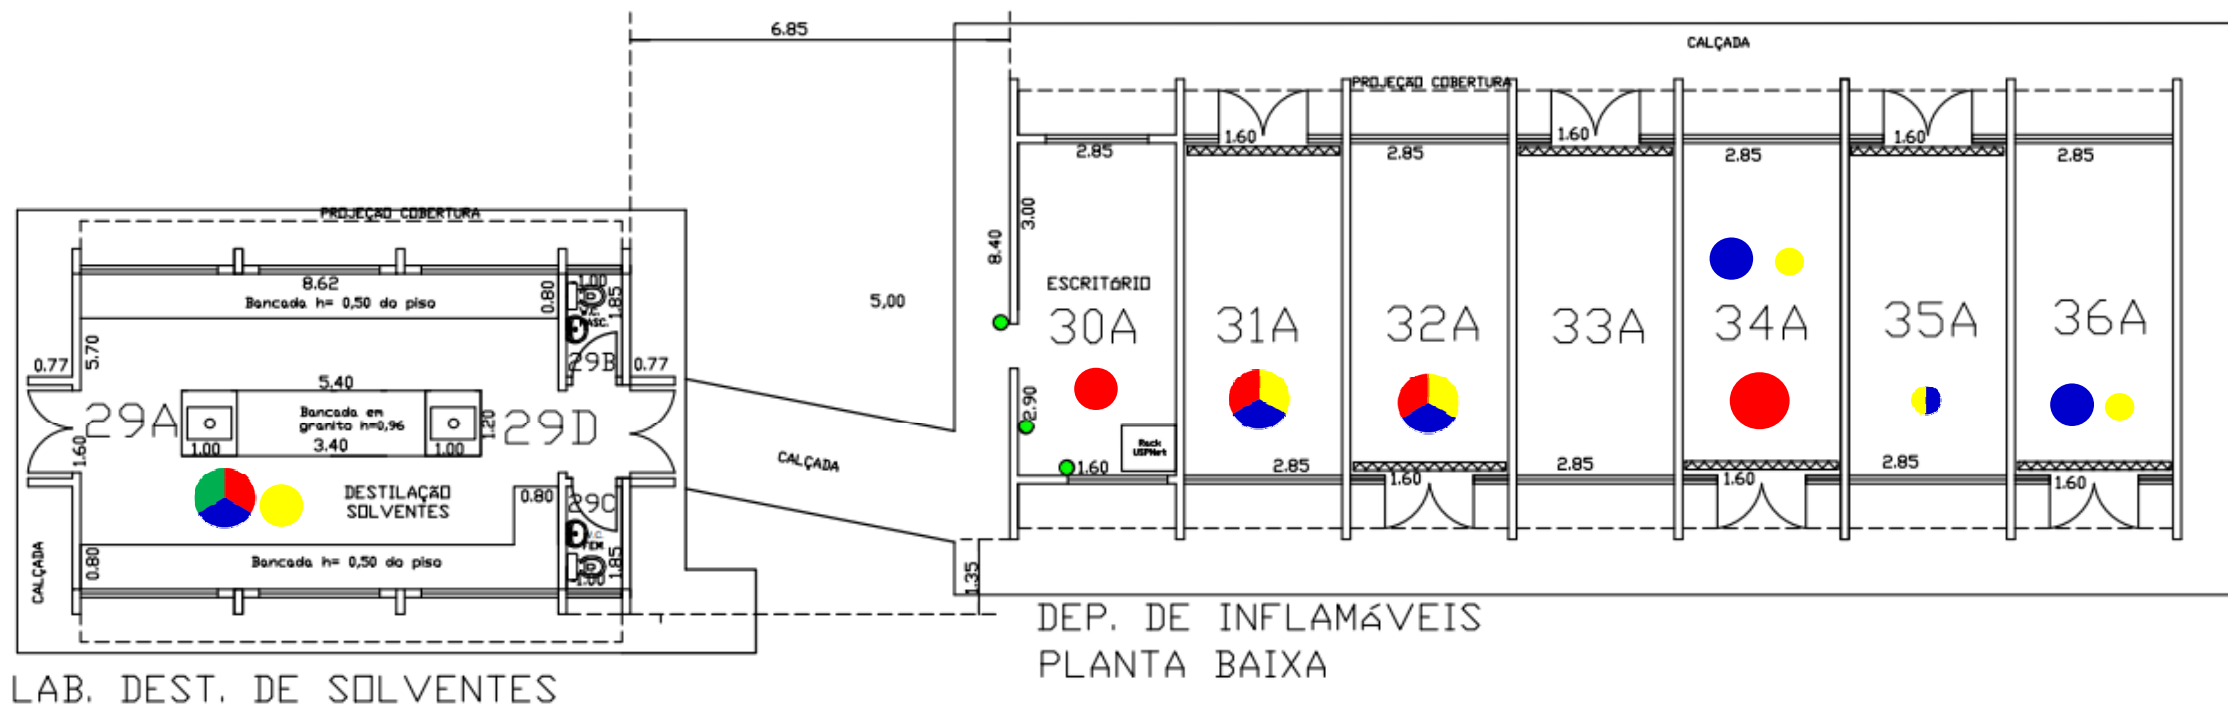 6.85
CALÇADA
PROJEÇÃO COBERTURA
1.60
1.60
1.60
2.85
2.85
2.85
2.85
3.00
8.40
ESCRITóRIO
30A
31A
32A
33A
34A
35A
36A
5,00
2.90
Rack
USPNet
1.60
2.85
2.85
2.85
1.60
1.60
1.60
PROJEÇÃO COBERTURA
8.62
Bancada h= 0,50 do piso
0.80
1.00
1.85
W.C.
MASC.
29B
0.77
5.70
0.77
5.40
29A
Bancada em
granito h=0,96
1.20
29D
1.00
3.40
1.00
1.60
CALÇADA
DESTILAÇÃO
SOLVENTES
0.80
29C
W.C.
FEM
1.85
1.00
0.80
Bancada h= 0,50 do piso
CALÇADA
1.35
DEP. DE INFLAMáVEIS
PLANTA BAIXA
LAB. DEST. DE SOLVENTES